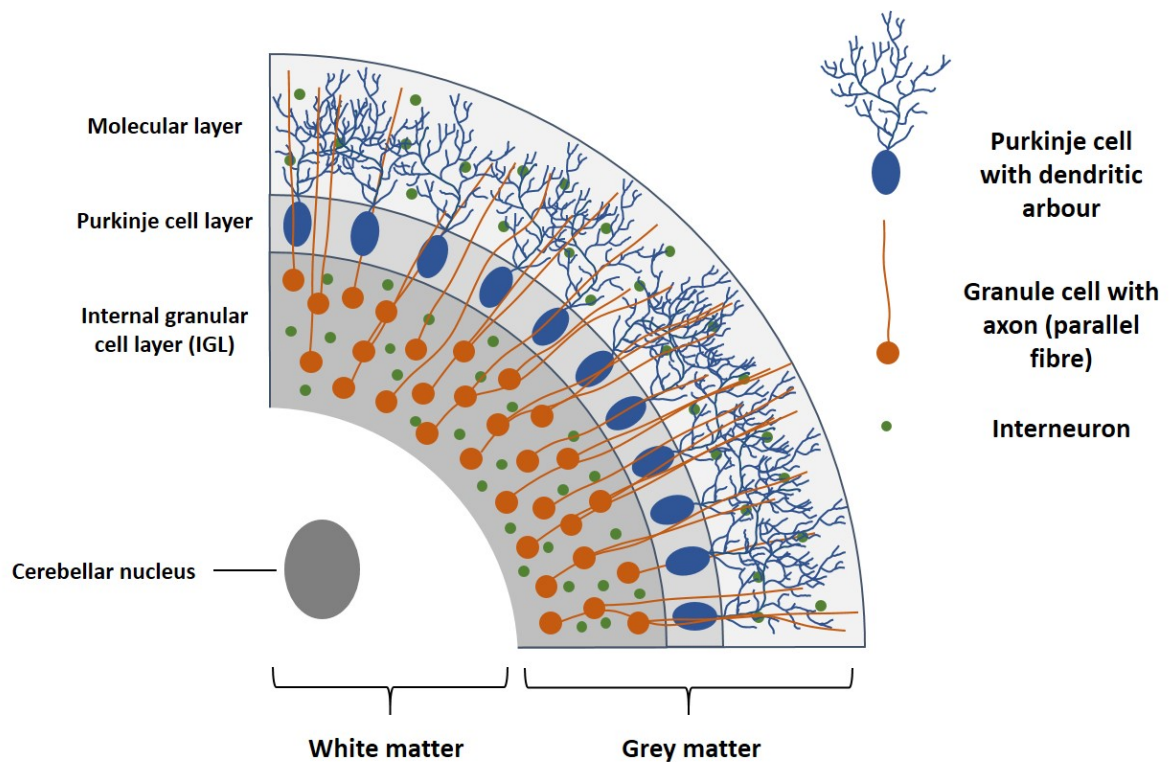 Molecular layer
Purkinje cell layer
Internal granular
cell layer (IGL)
Cerebellar nucleus
White matter
Grey matter
Purkinje cell
with dendritic
arbour
Granule cell with
axon (parallel
fibre)
Interneuron